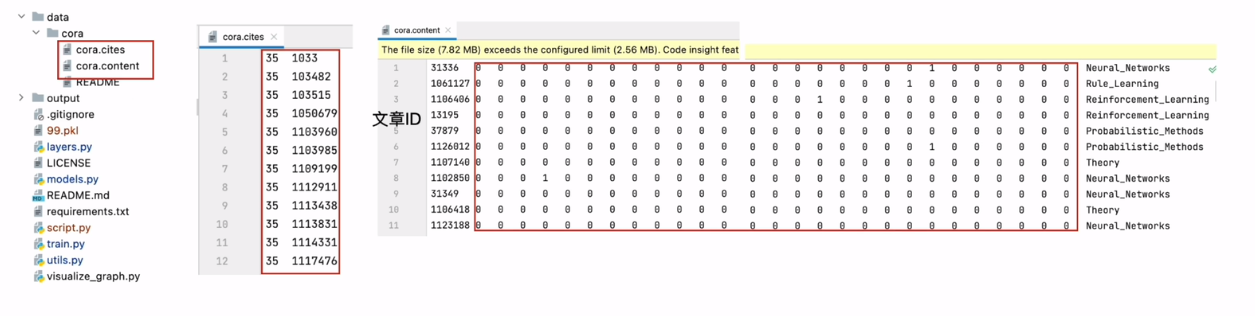 data
cora
cora.cites
cora.content
README
output
.gitignore
99.pkl
layers.py
LICENSE
models.py
README.md
requirements.txt
script.py
train.py
utils.py
visualize_graph.py
cora.cites
1 35 1033
2 35 103482
3 35 103515
4 35 1050679
5 35 1103960
6 35 1103985
7 35 1109199
8 35 1112911
9 35 1113438
10 35 1113831
11 35 1114331
12 35 1117476
cora.content
The file size (7.82 MB) exceeds the configured limit (2.56 MB). Code insight feat
文章ID
1 31336 0 0 0 0 0 0 0 0 0 0 0 0 0 0 0 0 0 0 0 0 1 0 0 0 0 0 0 Neural_Networks
2 1061127 0 0 0 0 0 0 0 0 0 0 0 0 0 0 0 0 0 0 0 1 0 0 0 0 0 0 0 Rule_Learning
3 1106406 0 0 0 0 0 0 0 0 0 0 0 0 0 0 0 1 0 0 0 0 0 0 0 0 0 0 0 Reinforcement_Learning
13195 0 0 0 0 0 0 0 0 0 0 0 0 0 0 0 0 0 0 0 0 0 0 0 0 0 0 0 Reinforcement_Learning
5 37879 0 0 0 0 0 0 0 0 0 0 0 0 0 0 0 0 0 0 0 0 0 0 0 0 0 0 0 Probabilistic_Methods
6 1126012 0 0 0 0 0 0 0 0 0 0 0 0 0 0 0 0 0 0 0 0 1 0 0 0 0 0 0 Probabilistic_Methods
7 1107140 0 0 0 0 0 0 0 0 0 0 0 0 0 0 0 0 0 0 0 0 0 0 0 0 0 0 0 Theory
8 1102850 0 0 0 1 0 0 0 0 0 0 0 0 0 0 0 0 0 0 0 0 0 0 0 0 0 0 0 Neural_Networks
9 31349 0 0 0 0 0 0 0 0 0 0 0 0 0 0 0 0 0 0 0 0 0 0 0 0 0 0 0 Neural_Networks
10 1106418 0 0 0 0 0 0 0 0 0 0 0 0 0 0 0 0 0 0 0 0 0 0 0 0 0 0 0 Theory
11 1123188 0 0 0 0 0 0 0 0 0 0 0 0 0 0 0 0 0 0 0 0 0 0 0 0 0 0 0 Neural_Networks